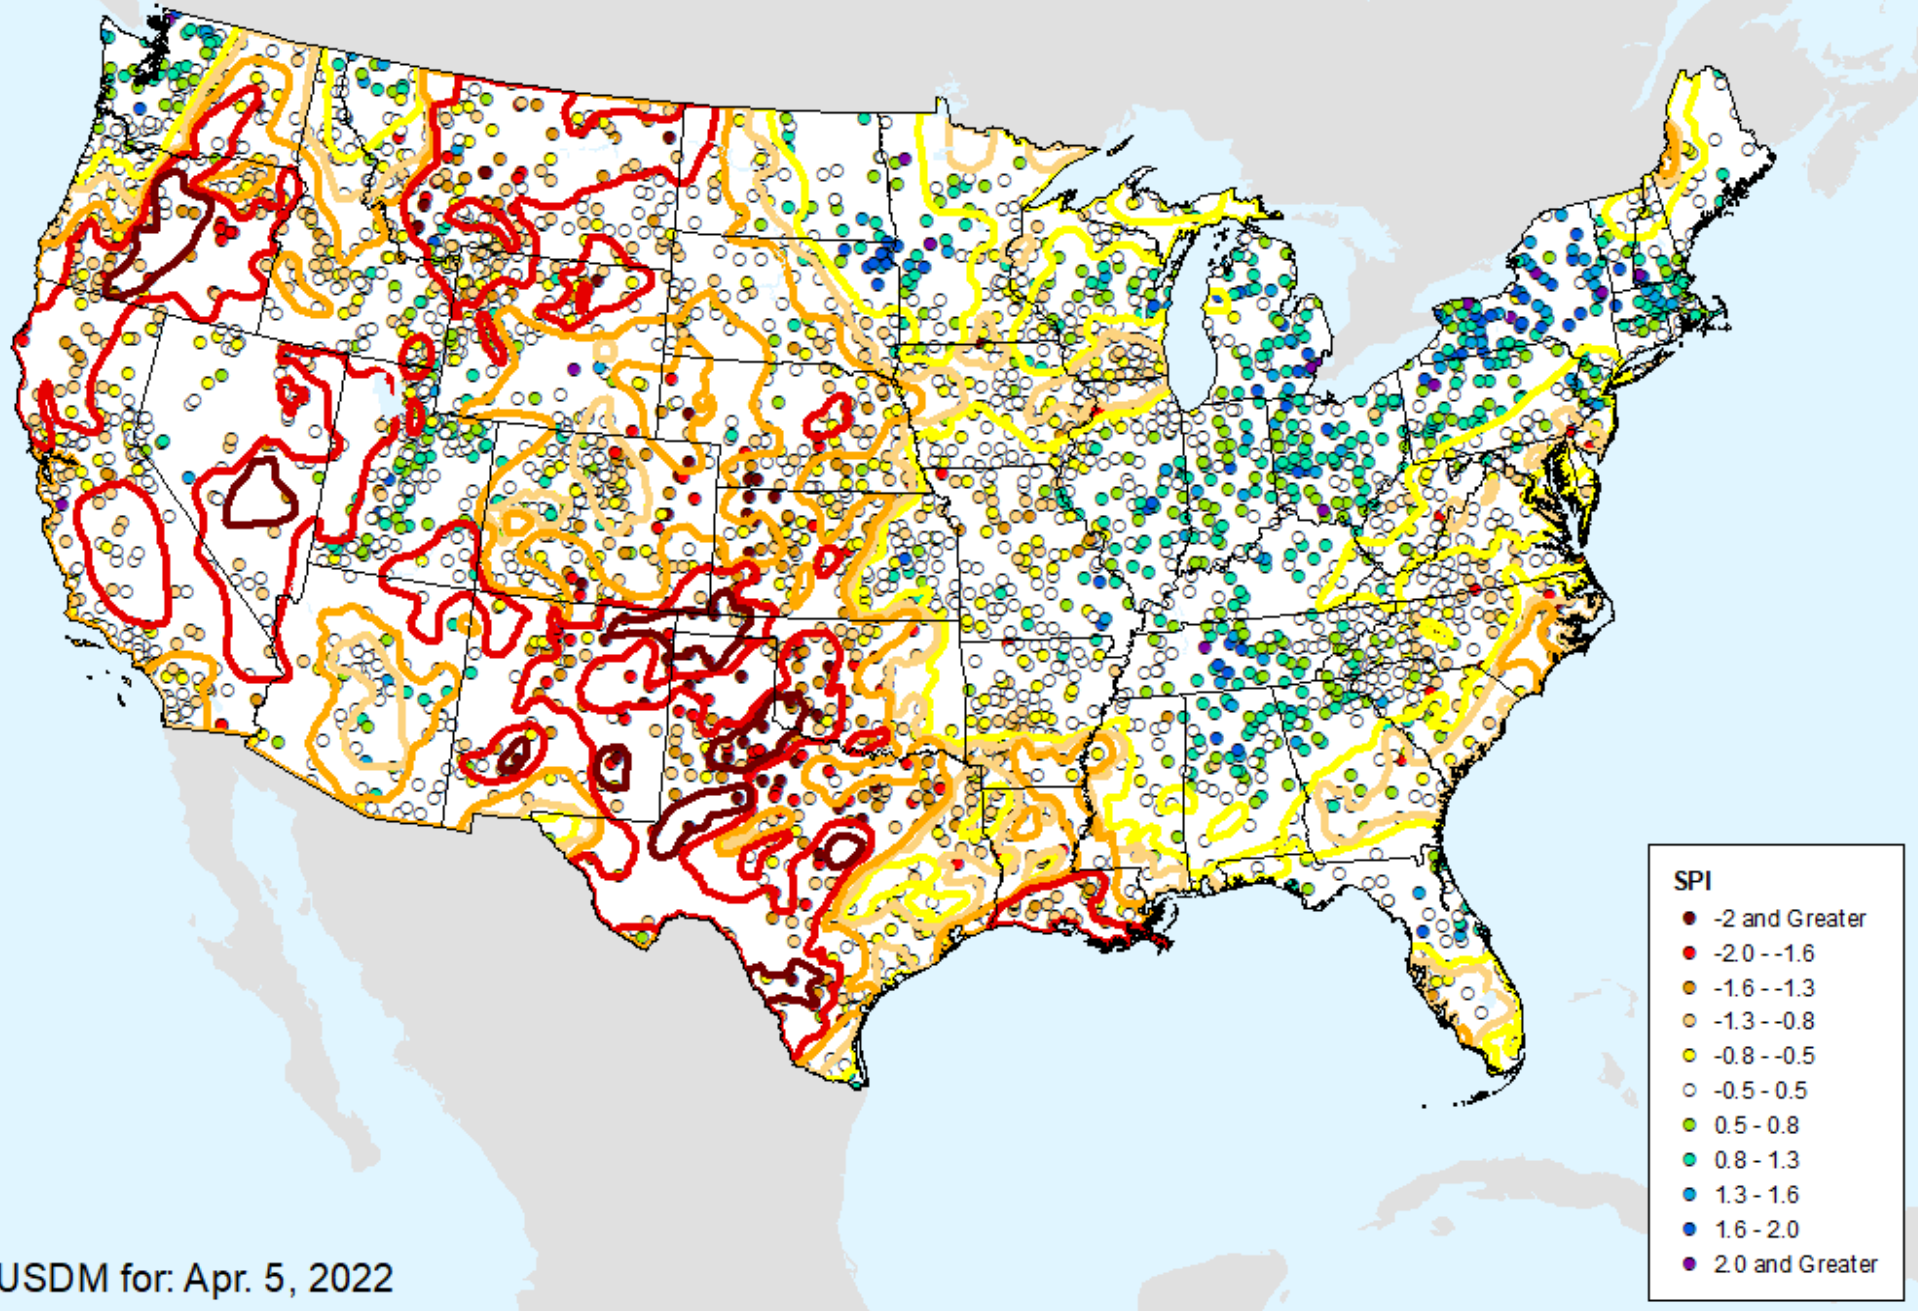 SPI
-2 and Greater
-2.0 - -1.6
-1.6 - -1.3
-1.3 - -0.8
-0.8 - -0.5
-0.5 - 0.5
0.5 - 0.8
0.8 - 1.3
1.3 - 1.6
1.6 - 2.0
2.0 and Greater
USDM for: Apr. 5, 2022